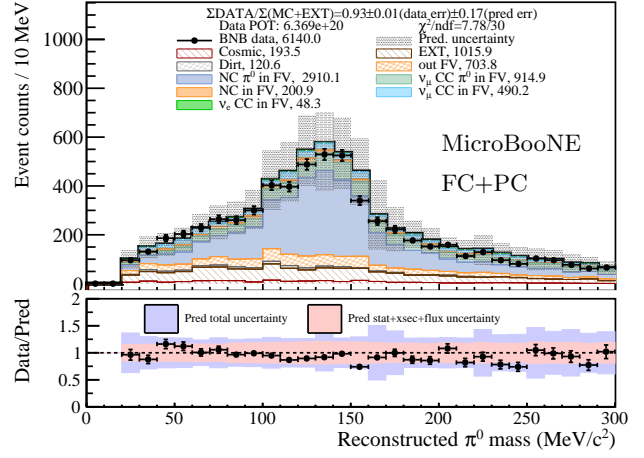 ΣDATA/Σ(MC+EXT)=0.93±0.01(data err)±0.17(pred err)
Data POT: 6.369e+20 χ²/ndf=7.78/30
BNB data, 6140.0 Pred. uncertainty
Cosmic, 193.5 EXT, 1015.9
Dirt, 120.6 out FV, 703.8
NC π⁰ in FV, 2910.1 νμ CC π⁰ in FV, 914.9
NC in FV, 200.9 νμ CC in FV, 490.2
νe CC in FV, 48.3
MicroBooNE
FC+PC
Event counts / 10 MeV
1000
800
600
400
200
0
Pred total uncertainty Pred stat+xsec+flux uncertainty
Data/Pred
2
1.5
1
0.5
0
0 50 100 150 200 250 300
Reconstructed π⁰ mass (MeV/c²)